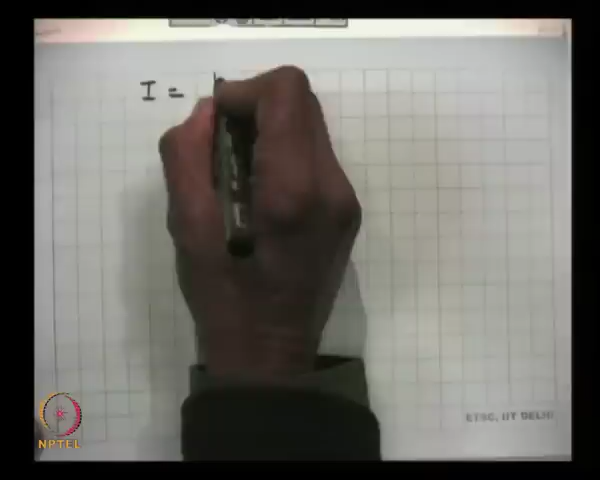 I =
ETSC, IIT DELHI
NPTEL